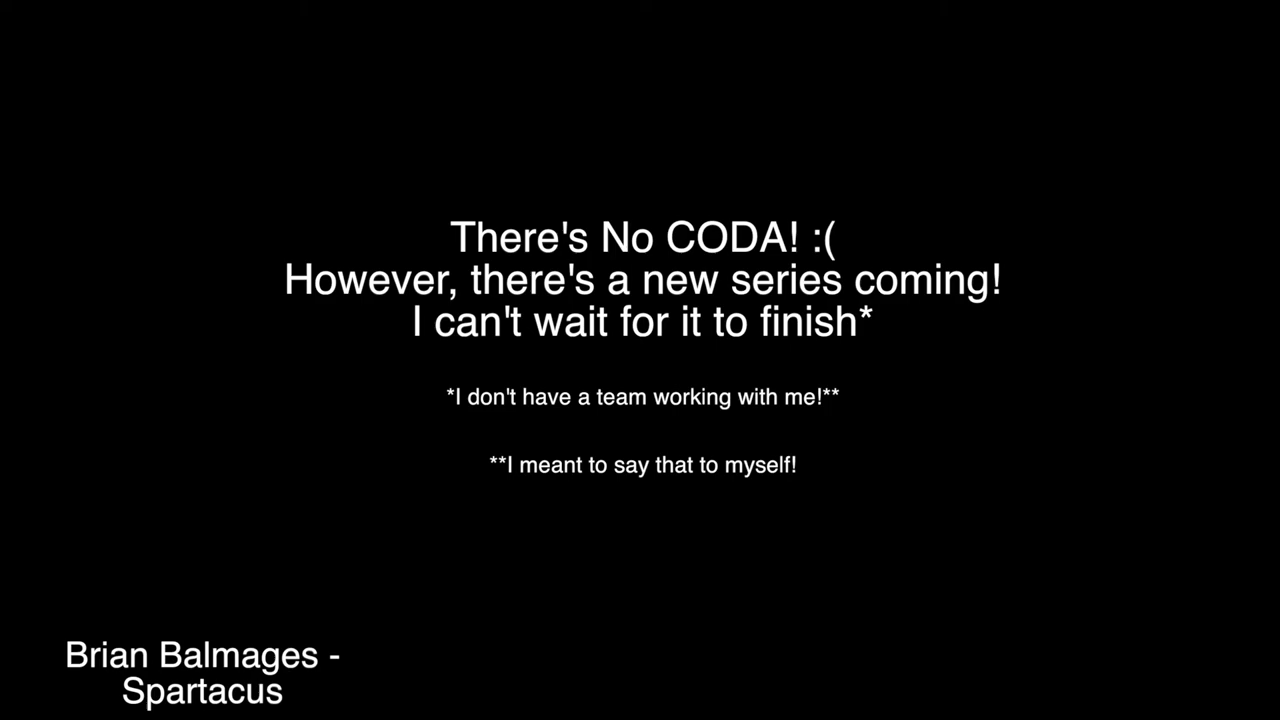 There's No CODA! :(
However, there's a new series coming!
I can't wait for it to finish*
*I don't have a team working with me!**
**I meant to say that to myself!
Brian Balmages -
Spartacus